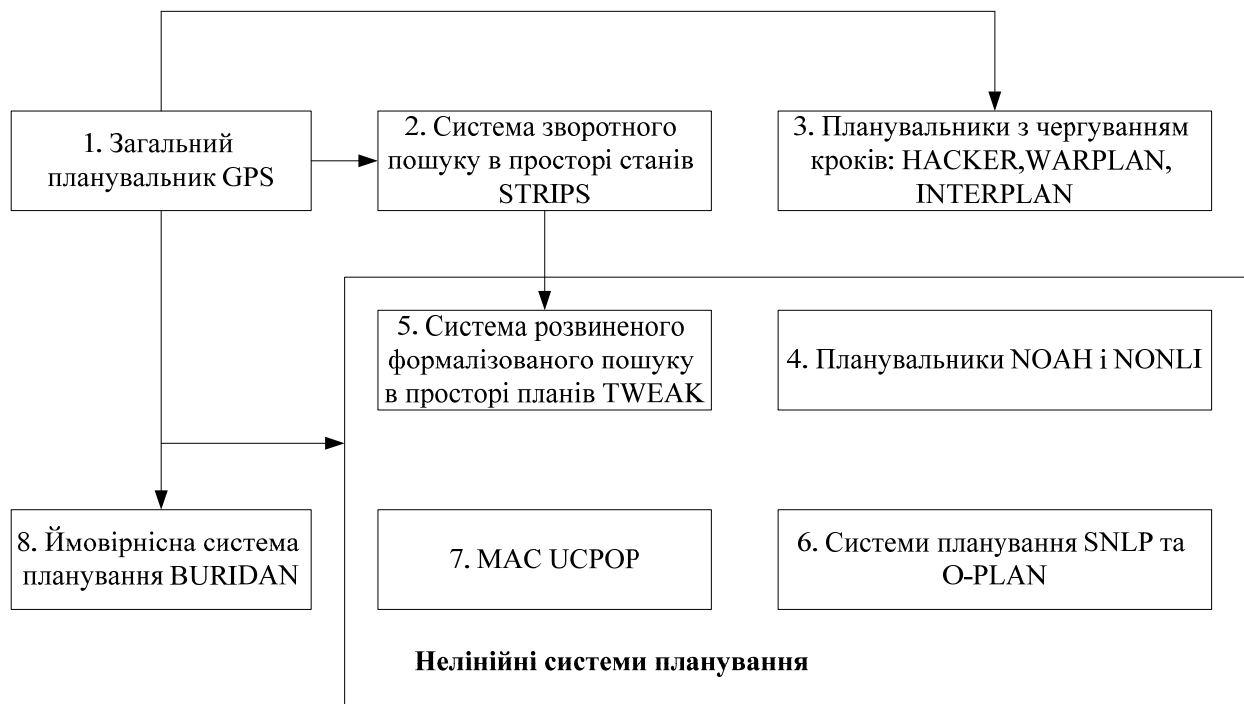 1. Загальний
планувальник GPS
2. Система зворотного
пошуку в просторі станів
STRIPS
3. Планувальники з чергуванням
кроків: HACKER,WARPLAN,
INTERPLAN
5. Система розвиненого
формалізованого пошуку
в просторі планів TWEAK
4. Планувальники NOAH і NONLI
8. Ймовірнісна система
планування BURIDAN
7. MAC UCPOP
6. Системи планування SNLP та
O-PLAN
Нелінійні системи планування